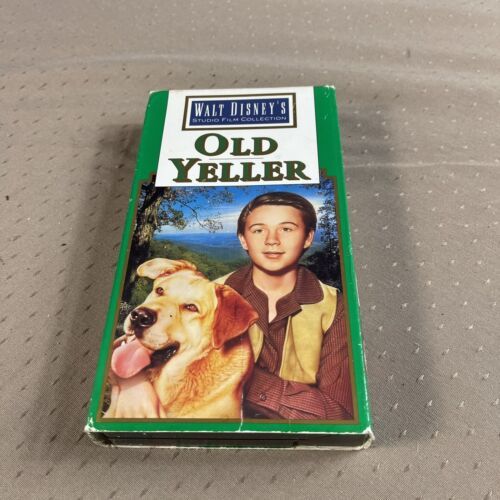 WALT DISNEY'S
STUDIO FILM COLLECTION
OLD
YELLER